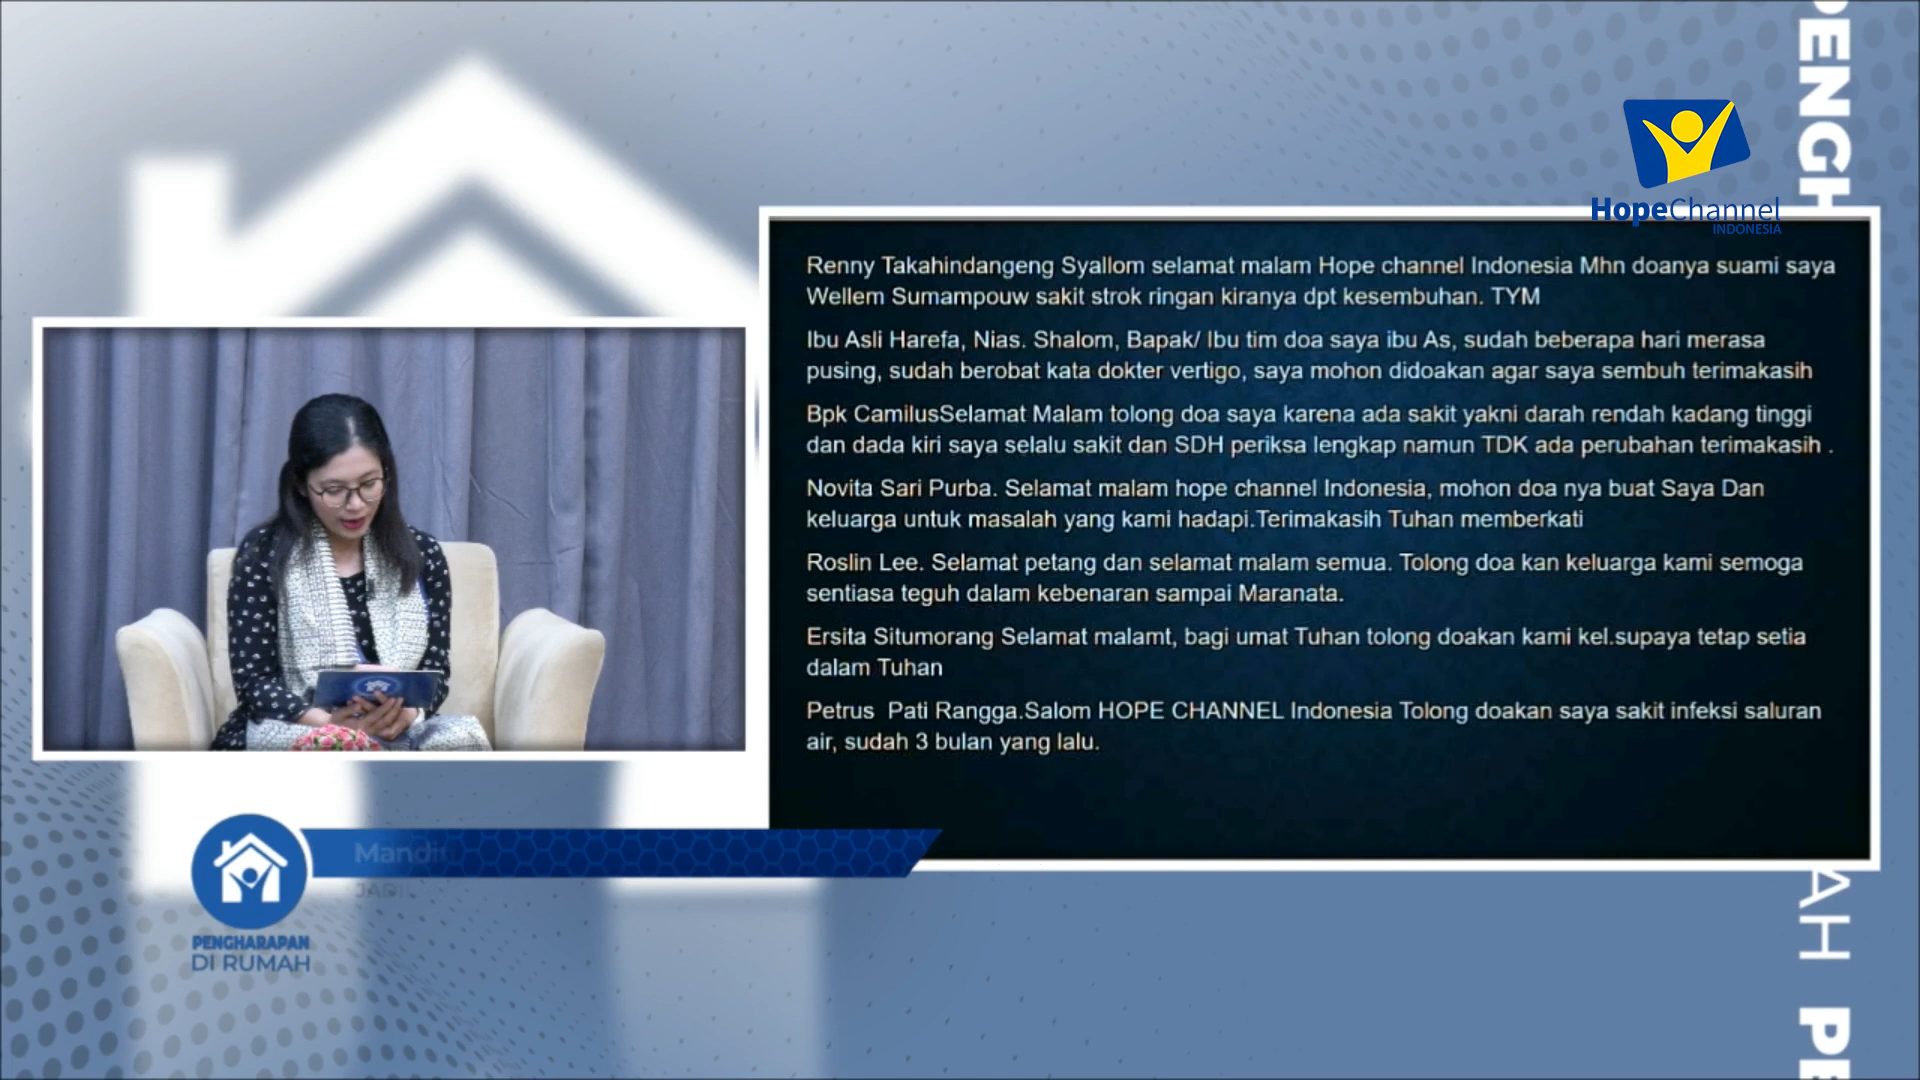 HopeChannel
INDONESIA
Renny Takahindangeng Syallom selamat malam Hope channel Indonesia Mhn doanya suami saya
Wellem Sumampouw sakit strok ringan kiranya dpt kesembuhan. TYM
Ibu Asli Harefa, Nias. Shalom, Bapak/ Ibu tim doa saya ibu As, sudah beberapa hari merasa
pusing, sudah berobat kata dokter vertigo, saya mohon didoakan agar saya sembuh terimakasih
Bpk CamilusSelamat Malam tolong doa saya karena ada sakit yakni darah rendah kadang tinggi
dan dada kiri saya selalu sakit dan SDH periksa lengkap namun TDK ada perubahan terimakasih .
Novita Sari Purba. Selamat malam hope channel Indonesia, mohon doa nya buat Saya Dan
keluarga untuk masalah yang kami hadapi.Terimakasih Tuhan memberkati
Roslin Lee. Selamat petang dan selamat malam semua. Tolong doa kan keluarga kami semoga
sentiasa teguh dalam kebenaran sampai Maranata.
Ersita Situmorang Selamat malamt, bagi umat Tuhan tolong doakan kami kel.supaya tetap setia
dalam Tuhan
Petrus  Pati Rangga.Salom HOPE CHANNEL Indonesia Tolong doakan saya sakit infeksi saluran
air, sudah 3 bulan yang lalu.
PENGHARAPAN
DI RUMAH